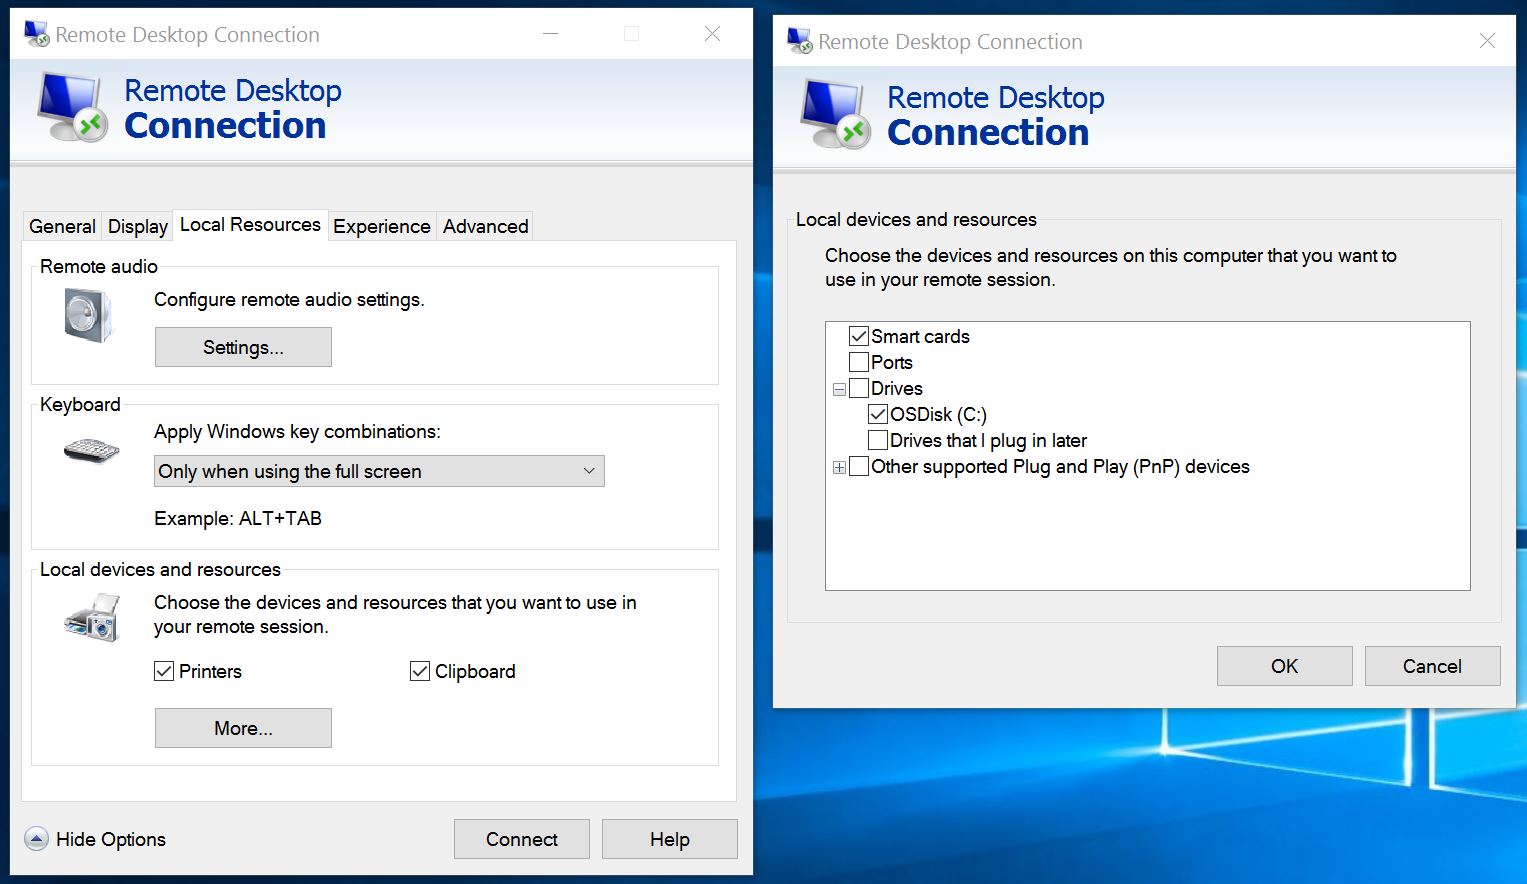 Remote Desktop Connection
Remote Desktop
Connection
General Display Local Resources Experience Advanced
Remote audio
Configure remote audio settings.
Settings...
Keyboard
Apply Windows key combinations:
Only when using the full screen
Example: ALT+TAB
Local devices and resources
Choose the devices and resources that you want to use in
your remote session.
Printers Clipboard
More...
Hide Options Connect Help
Remote Desktop Connection
Remote Desktop
Connection
Local devices and resources
Choose the devices and resources on this computer that you want to
use in your remote session.
Smart cards
Ports
Drives
OSDisk (C:)
Drives that I plug in later
Other supported Plug and Play (PnP) devices
OK Cancel